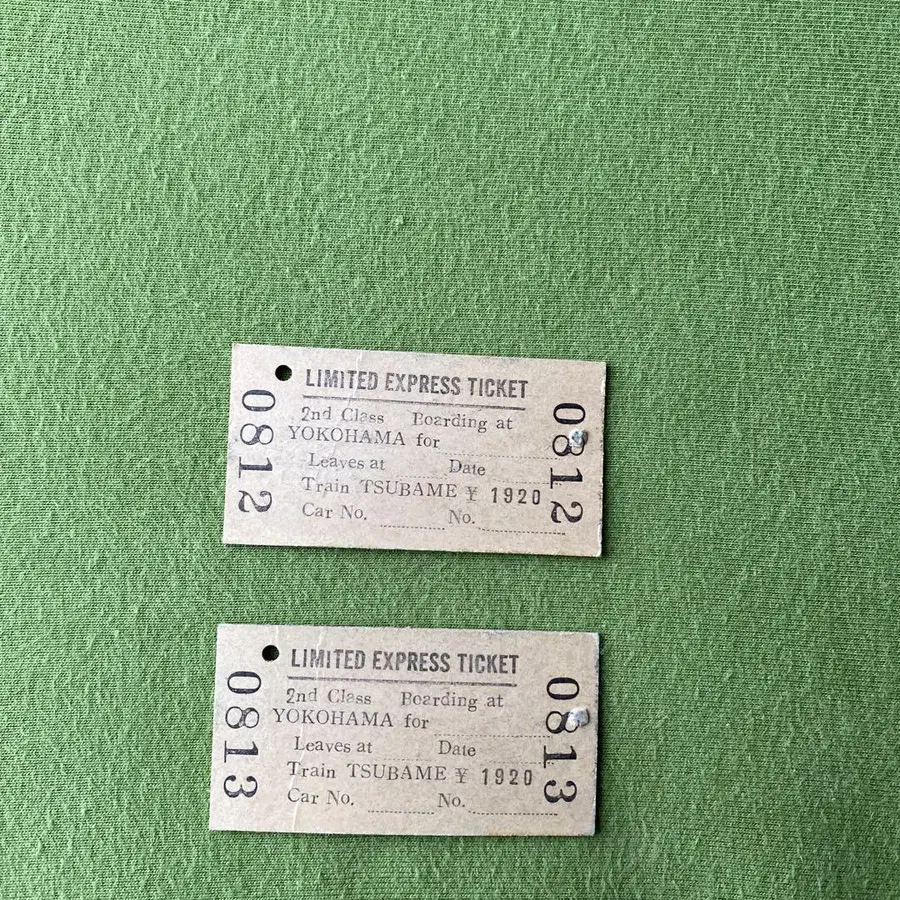 LIMITED EXPRESS TICKET
2nd Class Boarding at
YOKOHAMA for
Leaves at Date
Train TSUBAME ¥ 1920
Car No. No.
0812
0812
LIMITED EXPRESS TICKET
2nd Class Boarding at
YOKOHAMA for
Leaves at Date
Train TSUBAME ¥ 1920
Car No. No.
0813
0813